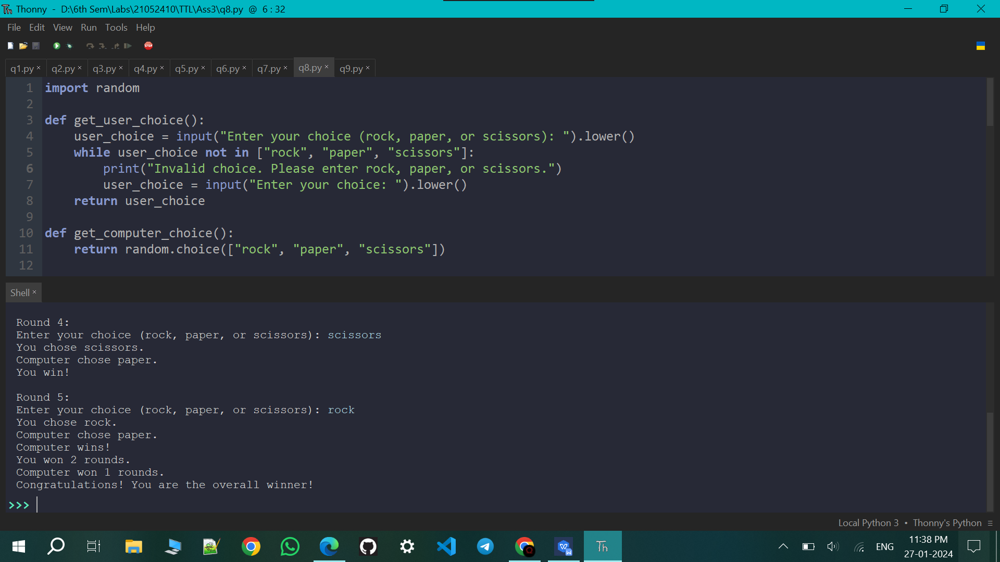 Thonny - D:\6th Sem\Labs\21052410\TTL\Ass3\q8.py @ 6 : 32
File Edit View Run Tools Help
STOP
q1.py × q2.py × q3.py × q4.py × q5.py × q6.py × q7.py × q8.py × q9.py ×
1 import random
2
3 def get_user_choice():
4     user_choice = input("Enter your choice (rock, paper, or scissors): ").lower()
5     while user_choice not in ["rock", "paper", "scissors"]:
6         print("Invalid choice. Please enter rock, paper, or scissors.")
7         user_choice = input("Enter your choice: ").lower()
8     return user_choice
9
10 def get_computer_choice():
11     return random.choice(["rock", "paper", "scissors"])
12
Shell ×
Round 4:
Enter your choice (rock, paper, or scissors): scissors
You chose scissors.
Computer chose paper.
You win!
Round 5:
Enter your choice (rock, paper, or scissors): rock
You chose rock.
Computer chose paper.
Computer wins!
You won 2 rounds.
Computer won 1 rounds.
Congratulations! You are the overall winner!
>>>
Local Python 3 • Thonny's Python ≡
Th
ENG
11:38 PM
27-01-2024